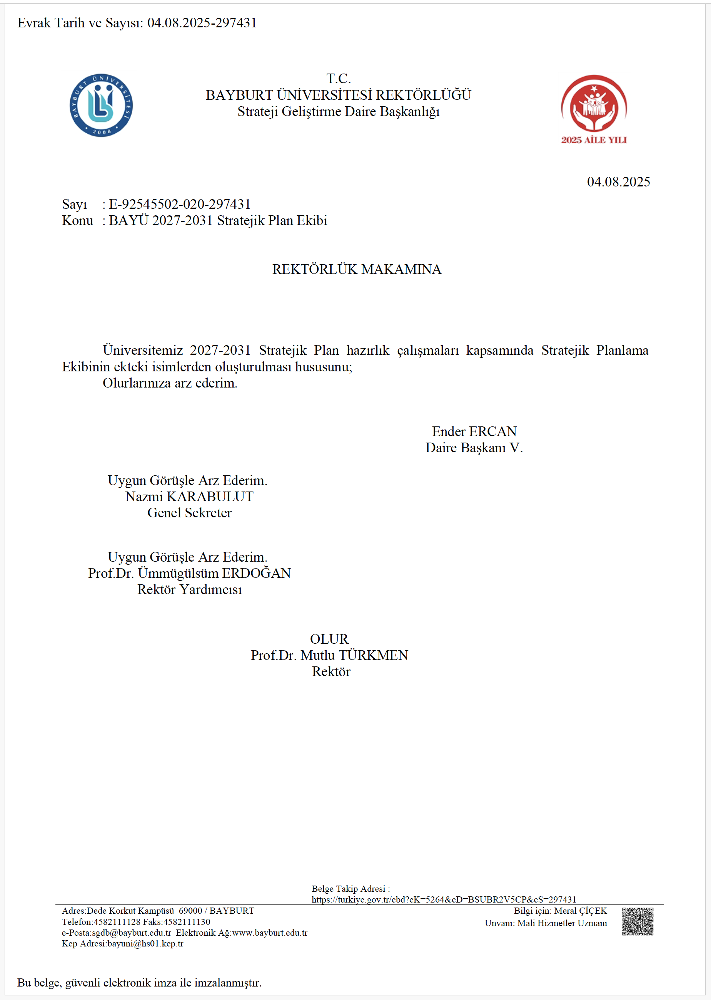 Evrak Tarih ve Sayısı: 04.08.2025-297431
BAYBURT ÜNİVERSİTESİ
• 2008 •
T.C.
BAYBURT ÜNİVERSİTESİ REKTÖRLÜĞÜ
Strateji Geliştirme Daire Başkanlığı
2025 AİLE YILI
04.08.2025
Sayı : E-92545502-020-297431
Konu : BAYÜ 2027-2031 Stratejik Plan Ekibi
REKTÖRLÜK MAKAMINA
Üniversitemiz 2027-2031 Stratejik Plan hazırlık çalışmaları kapsamında Stratejik Planlama
Ekibinin ekteki isimlerden oluşturulması hususunu;
Olurlarınıza arz ederim.
Ender ERCAN
Daire Başkanı V.
Uygun Görüşle Arz Ederim.
Nazmi KARABULUT
Genel Sekreter
Uygun Görüşle Arz Ederim.
Prof.Dr. Ümmügülsüm ERDOĞAN
Rektör Yardımcısı
OLUR
Prof.Dr. Mutlu TÜRKMEN
Rektör
Belge Takip Adresi :
https://turkiye.gov.tr/ebd?eK=5264&eD=BSUBR2V5CP&eS=297431
Adres:Dede Korkut Kampüsü 69000 / BAYBURT
Telefon:4582111128 Faks:4582111130
e-Posta:sgdb@bayburt.edu.tr Elektronik Ağ:www.bayburt.edu.tr
Kep Adresi:bayuni@hs01.kep.tr
Bilgi için: Meral ÇİÇEK
Unvanı: Mali Hizmetler Uzmanı
Bu belge, güvenli elektronik imza ile imzalanmıştır.